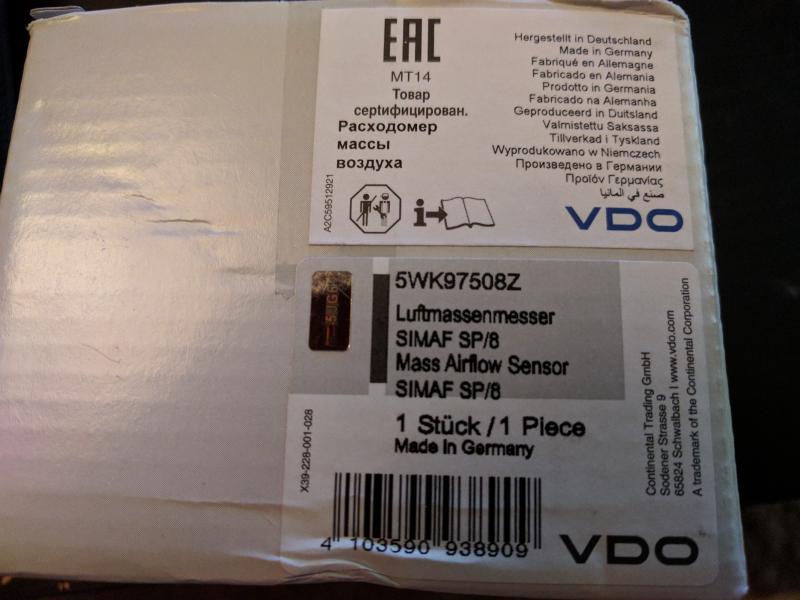 EAC
MT14
Товар
сертифицирован.
Расходомер
массы
воздуха
A2C59512921
Hergestellt in Deutschland
Made in Germany
Fabriqué en Allemagne
Fabricado en Alemania
Prodotto in Germania
Fabricado na Alemanha
Geproduceerd in Duitsland
Valmistettu Saksassa
Tillverkad i Tyskland
Wyprodukowano w Niemczech
Произведено в Германии
Προϊόν Γερμανίας
صنع في المانيا
i
VDO
5WK97508Z
Luftmassenmesser
SIMAF SP/8
Mass Airflow Sensor
SIMAF SP/8
1 Stück / 1 Piece
Made in Germany
X39-228-001-028
Continental Trading GmbH
Sodener Strasse 9
65824 Schwalbach I www.vdo.com
A trademark of the Continental Corporation
4 103590 938909
VDO